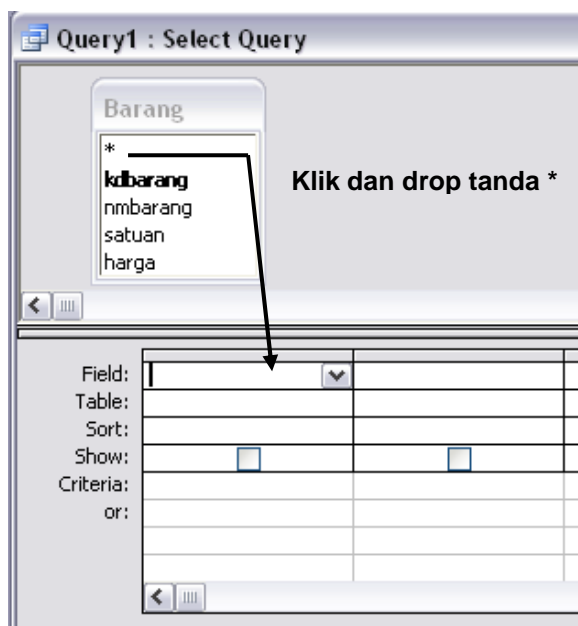 Query1 : Select Query
Barang
*
kdbarang
nmbarang
satuan
harga
Klik dan drop tanda *
Field:
Table:
Sort:
Show:
Criteria:
or: